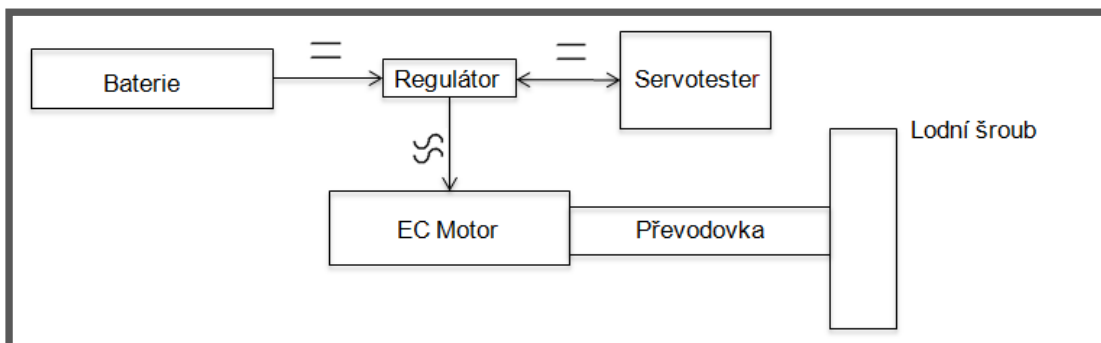 Baterie
Regulátor
Servotester
Lodní šroub
EC Motor
Převodovka